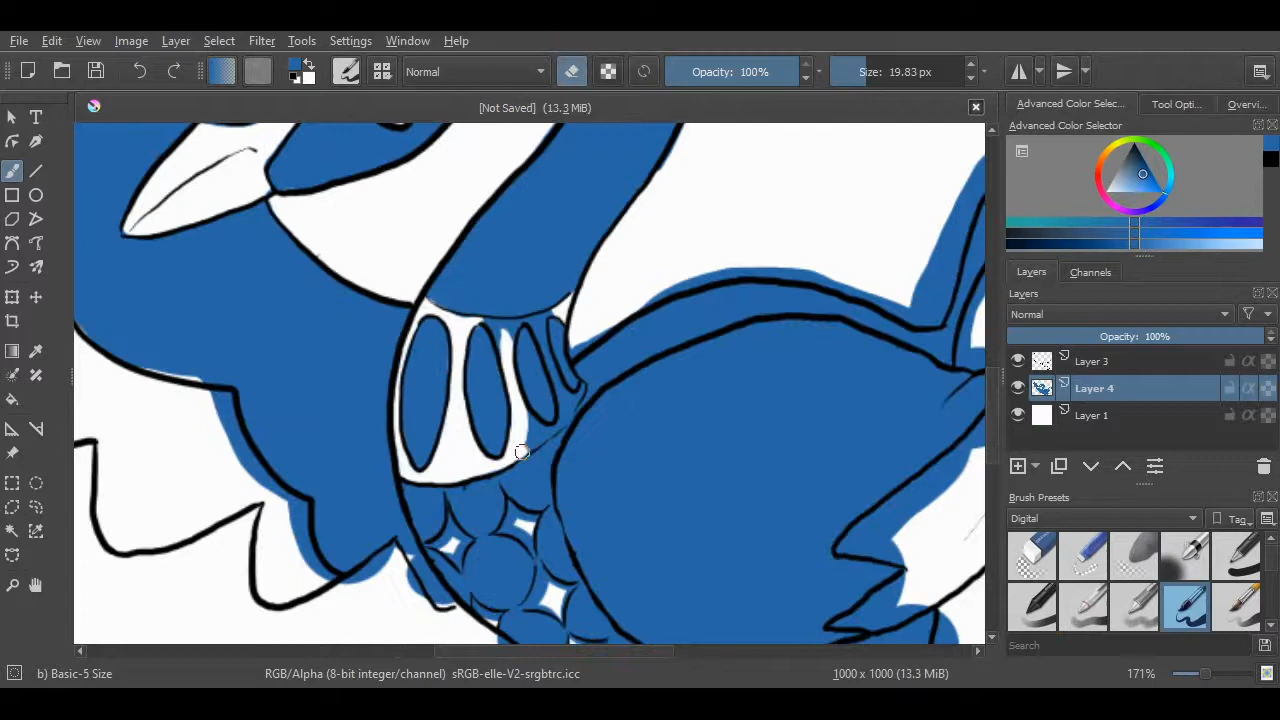 File Edit View Image Layer Select Filter Tools Settings Window Help
Normal Opacity: 100% Size: 19.83 px
[Not Saved] (13.3 MiB)
Advanced Color Selec... Tool Opti... Overvi...
Advanced Color Selector
Layers Channels
Layers
Normal
Opacity: 100%
Layer 3
Layer 4
Layer 1
Brush Presets
Digital Tag
Search
b) Basic-5 Size RGB/Alpha (8-bit integer/channel) sRGB-elle-V2-srgbtrc.icc 1000 x 1000 (13.3 MiB) 171%